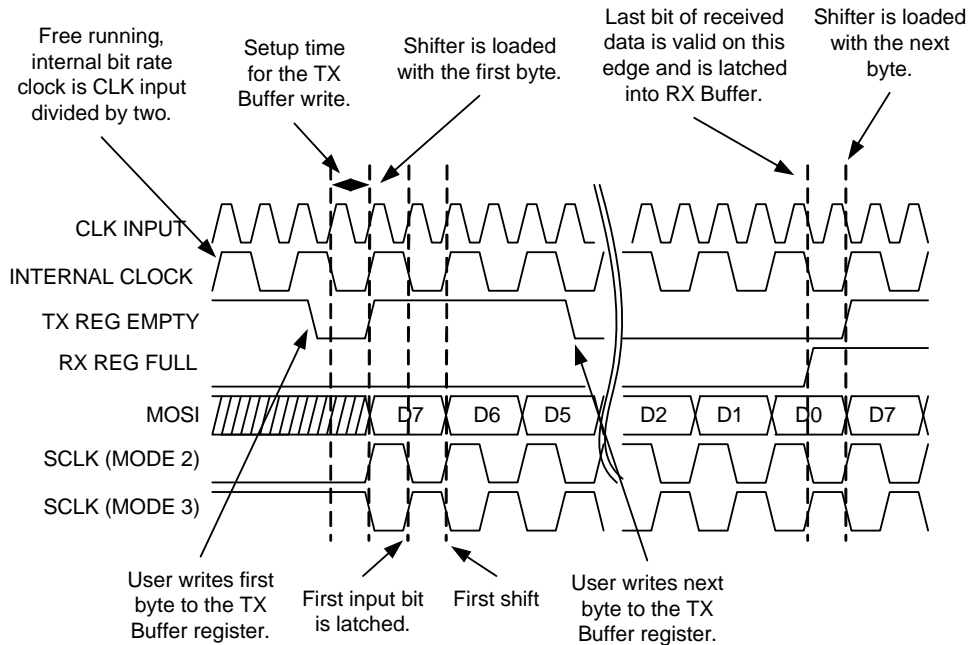 Free running,
internal bit rate
clock is CLK input
divided by two.
Setup time
for the TX
Buffer write.
Shifter is loaded
with the first byte.
Last bit of received
data is valid on this
edge and is latched
into RX Buffer.
Shifter is loaded
with the next
byte.
CLK INPUT
INTERNAL CLOCK
TX REG EMPTY
RX REG FULL
MOSI
D7
D6
D5
D2
D1
D0
D7
SCLK (MODE 2)
SCLK (MODE 3)
User writes first
byte to the TX
Buffer register.
First input bit
is latched.
First shift
User writes next
byte to the TX
Buffer register.